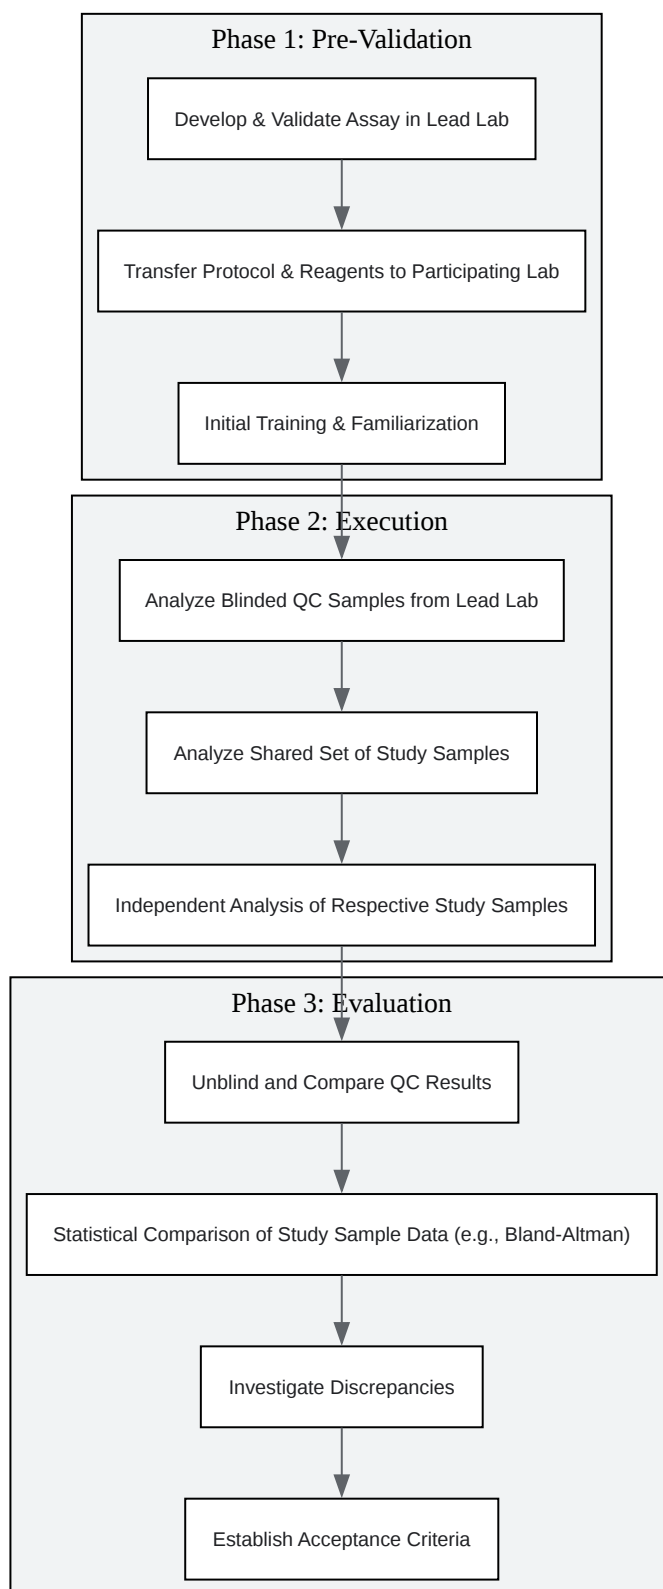 Phase 1: Pre-Validation
Develop & Validate Assay in Lead Lab
Transfer Protocol & Reagents to Participating Lab
Initial Training & Familiarization
Phase 2: Execution
Analyze Blinded QC Samples from Lead Lab
Analyze Shared Set of Study Samples
Independent Analysis of Respective Study Samples
Phase 3: Evaluation
Unblind and Compare QC Results
Statistical Comparison of Study Sample Data (e.g., Bland-Altman)
Investigate Discrepancies
Establish Acceptance Criteria